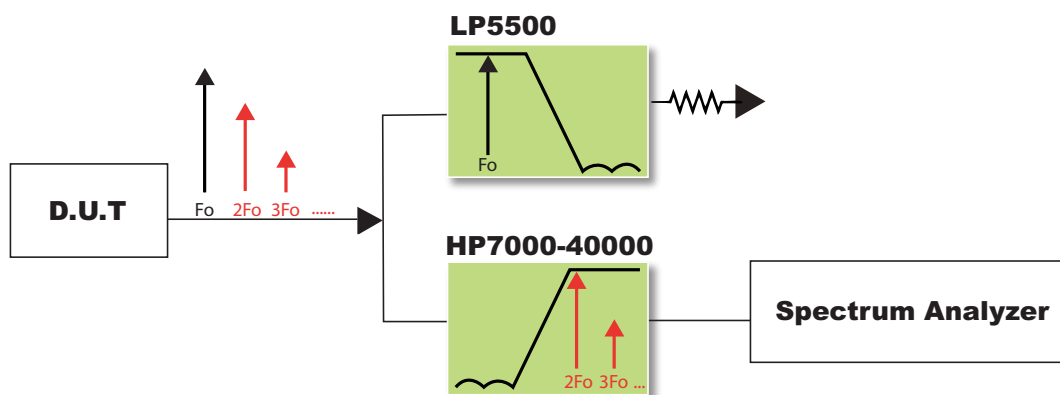 LP5500
Fo
D.U.T
Fo 2Fo 3Fo ......
HP7000-40000
2Fo 3Fo ...
Spectrum Analyzer